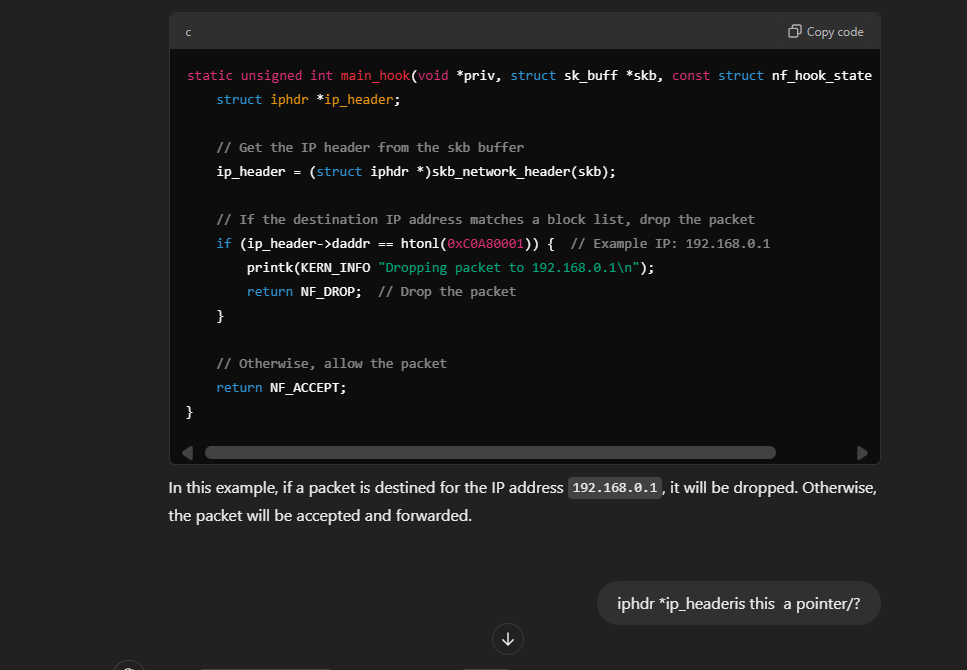 c
Copy code
static unsigned int main_hook(void *priv, struct sk_buff *skb, const struct nf_hook_state
    struct iphdr *ip_header;
    // Get the IP header from the skb buffer
    ip_header = (struct iphdr *)skb_network_header(skb);
    // If the destination IP address matches a block list, drop the packet
    if (ip_header->daddr == htonl(0xC0A80001)) {  // Example IP: 192.168.0.1
        printk(KERN_INFO "Dropping packet to 192.168.0.1\n");
        return NF_DROP;  // Drop the packet
    }
    // Otherwise, allow the packet
    return NF_ACCEPT;
}
In this example, if a packet is destined for the IP address 192.168.0.1, it will be dropped. Otherwise,
the packet will be accepted and forwarded.
iphdr *ip_headeris this  a pointer/?